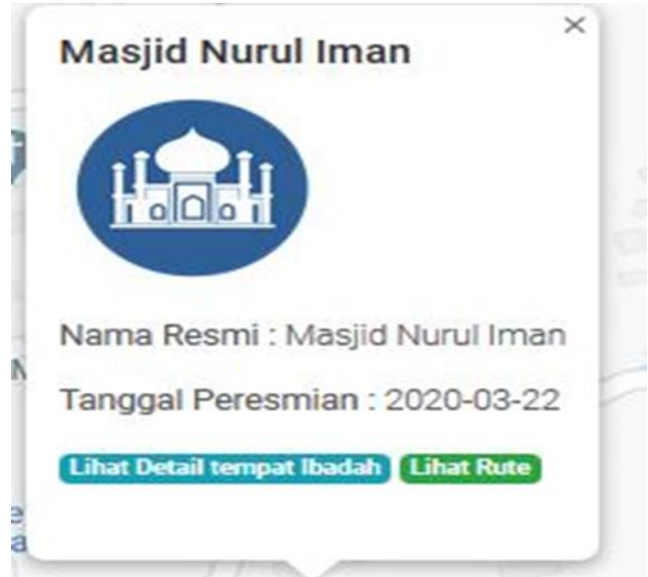 Masjid Nurul Iman
Nama Resmi : Masjid Nurul Iman
Tanggal Peresmian : 2020-03-22
Lihat Detail tempat Ibadah Lihat Rute